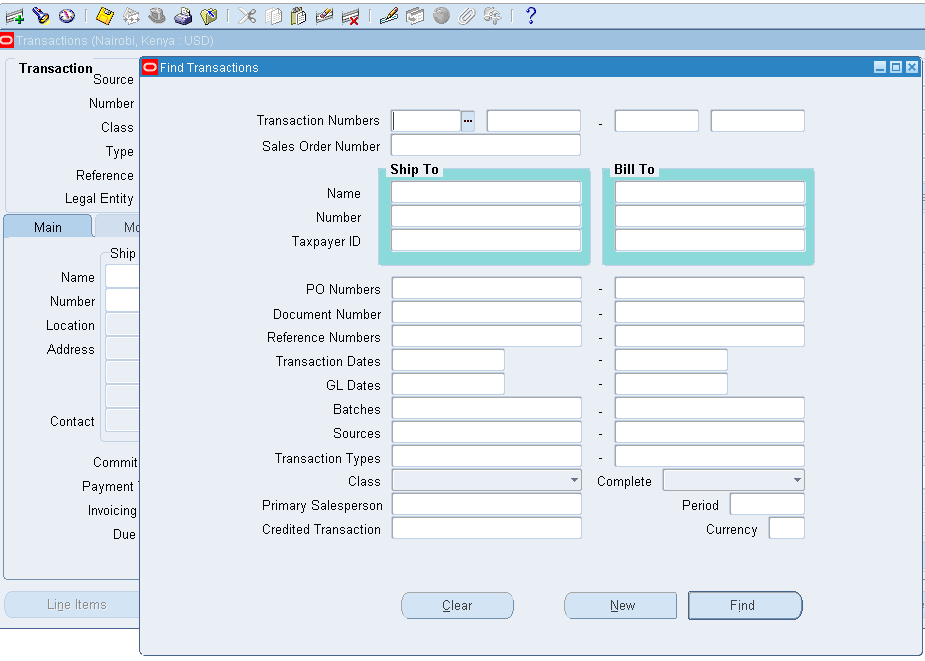 Transactions (Nairobi, Kenya : USD)
Transaction
Source
Number
Class
Type
Reference
Legal Entity
Main
Mo
Ship
Name
Number
Location
Address
Contact
Commit
Payment T
Invoicing
Due
Line Items
Find Transactions
Transaction Numbers ... -
Sales Order Number
Ship To Bill To
Name
Number
Taxpayer ID
PO Numbers -
Document Number -
Reference Numbers -
Transaction Dates -
GL Dates -
Batches -
Sources -
Transaction Types -
Class Complete
Primary Salesperson Period
Credited Transaction Currency
Clear New Find